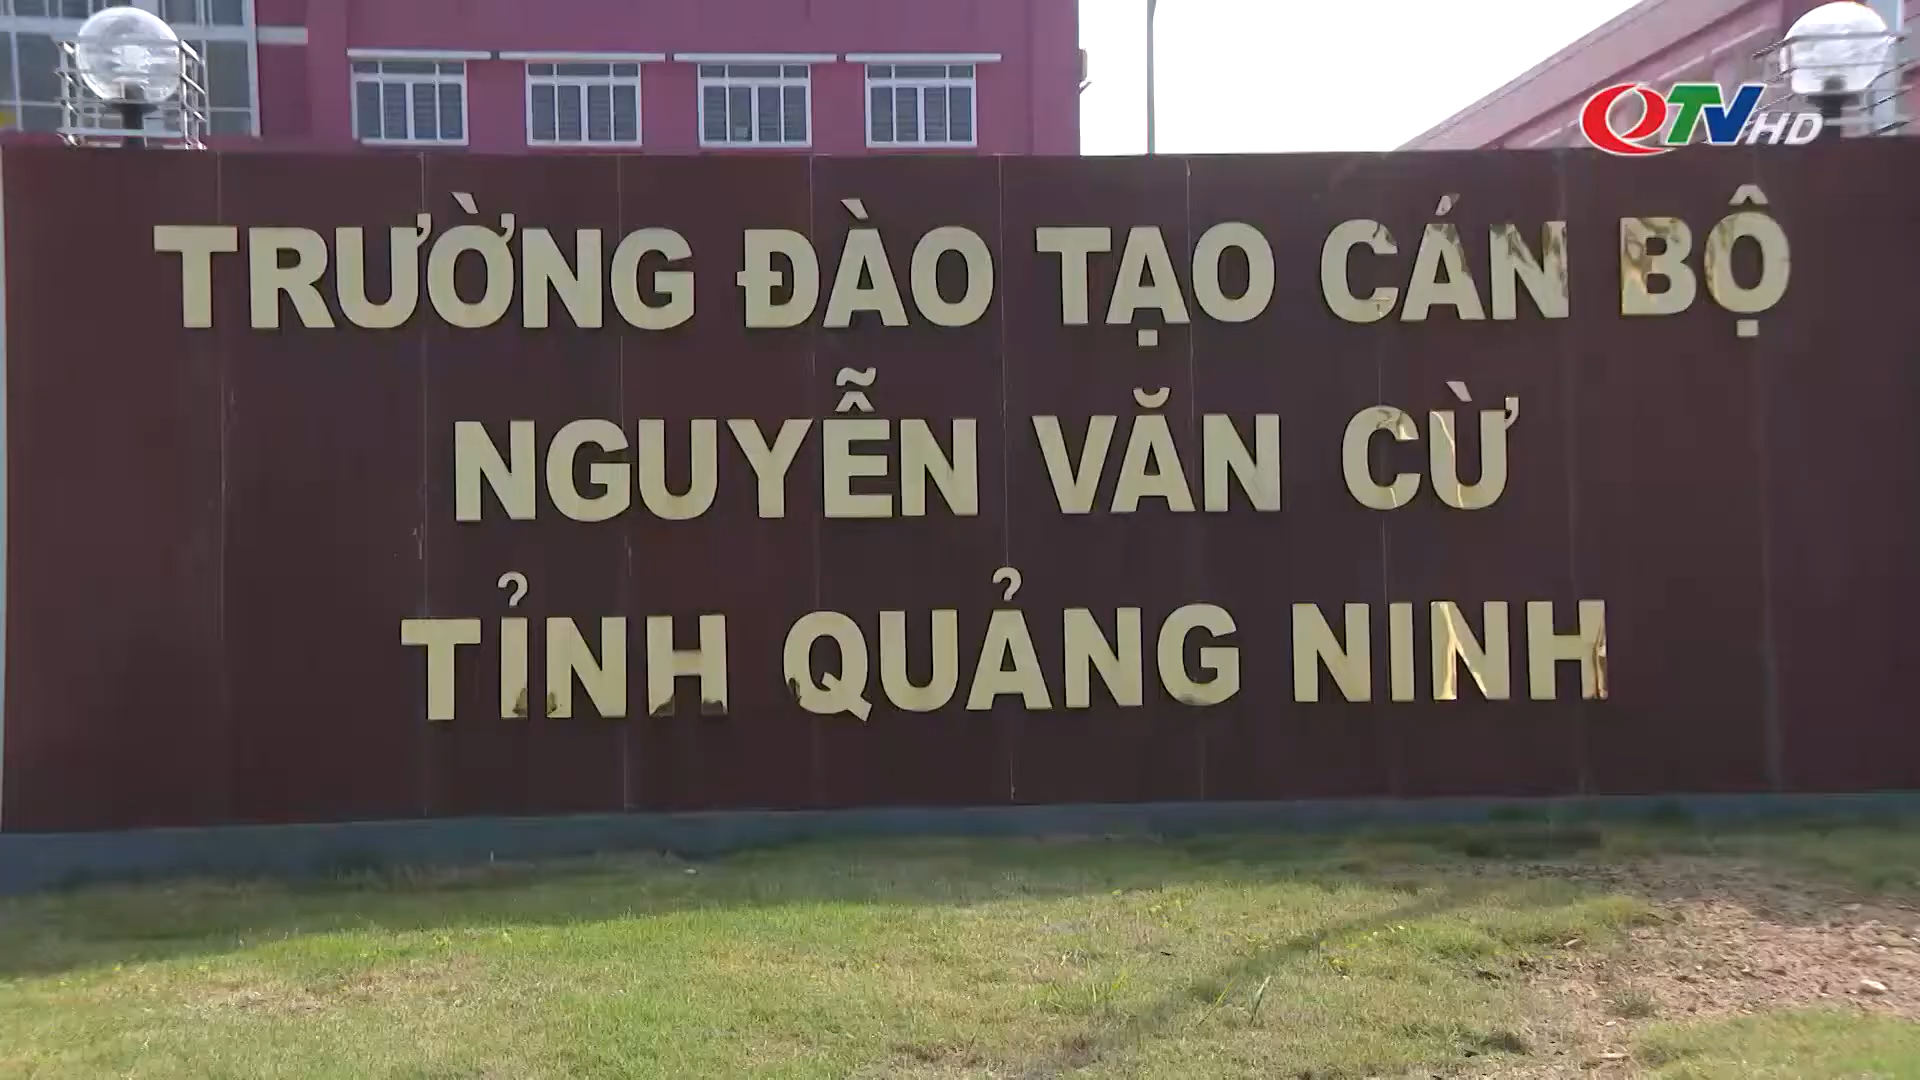 QTV HD
TRƯỜNG ĐÀO TẠO CÁN BỘ
NGUYỄN VĂN CỪ
TỈNH QUẢNG NINH